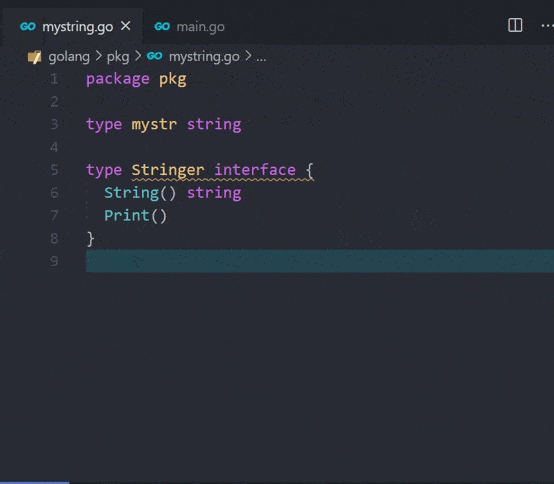 GO mystring.go × GO main.go ...
golang > pkg > GO mystring.go > ...
1 package pkg
2
3 type mystr string
4
5 type Stringer interface {
6   String() string
7   Print()
8 }
9